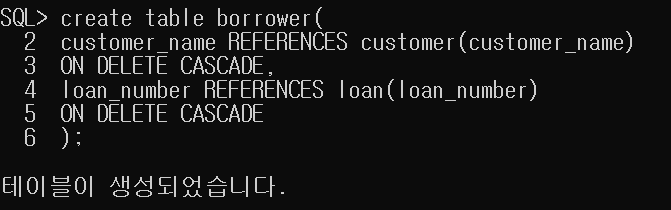 SQL> create table borrower(
  2  customer_name REFERENCES customer(customer_name)
  3  ON DELETE CASCADE,
  4  loan_number REFERENCES loan(loan_number)
  5  ON DELETE CASCADE
  6  );
테이블이 생성되었습니다.